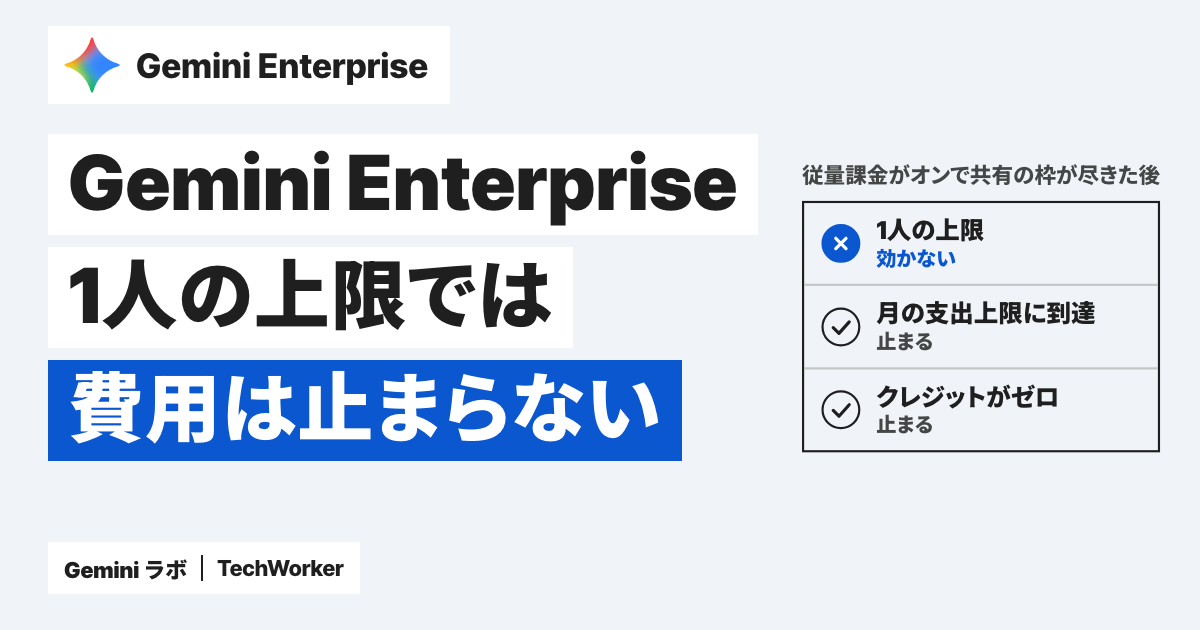 Gemini Enterprise
Gemini Enterprise
1人の上限では
費用は止まらない
従量課金がオンで共有の枠が尽きた後
1人の上限
効かない
月の支出上限に到達
止まる
クレジットがゼロ
止まる
Gemini ラボ | TechWorker